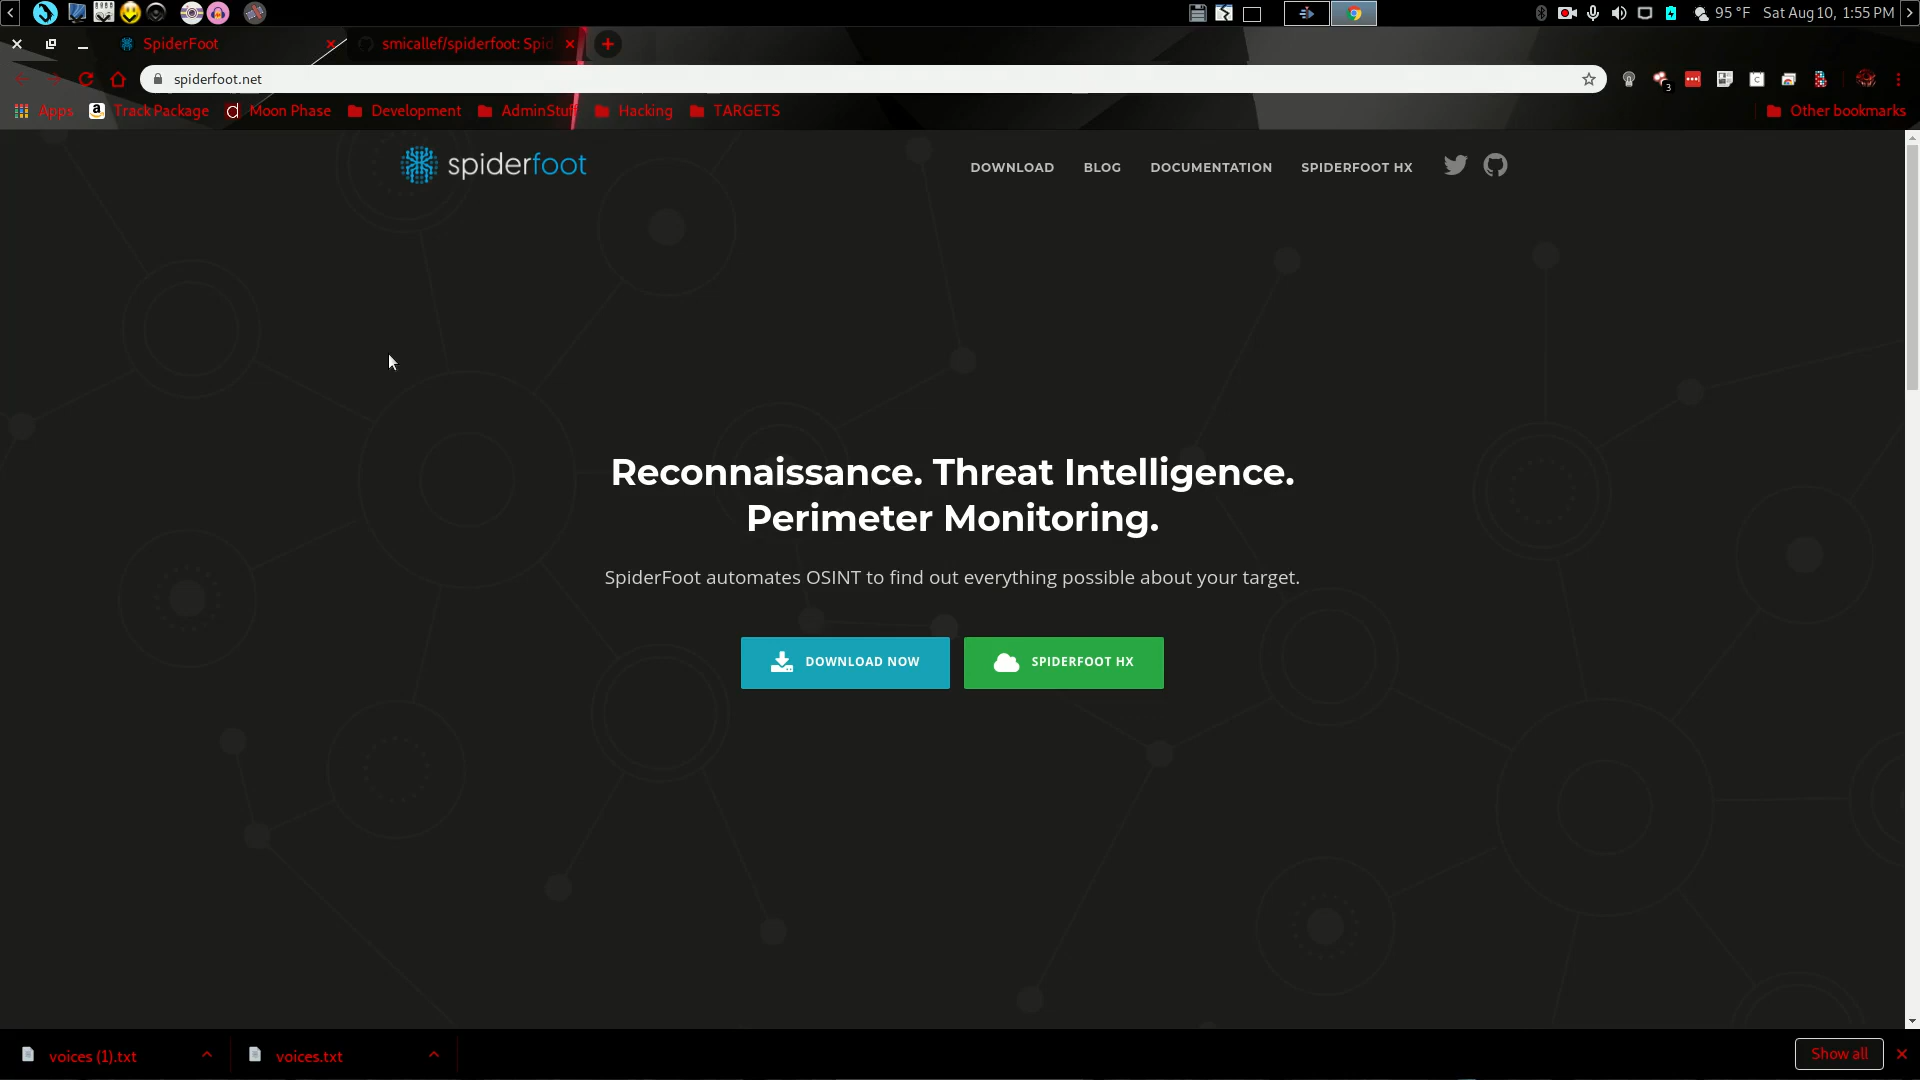 95 °F Sat Aug 10, 1:55 PM
SpiderFoot
smicallef/spiderfoot: Spid
spiderfoot.net
3
Apps Track Package Moon Phase Development AdminStuff Hacking TARGETS Other bookmarks
spiderfoot DOWNLOAD BLOG DOCUMENTATION SPIDERFOOT HX
Reconnaissance. Threat Intelligence.
Perimeter Monitoring.
SpiderFoot automates OSINT to find out everything possible about your target.
DOWNLOAD NOW SPIDERFOOT HX
voices (1).txt voices.txt Show all